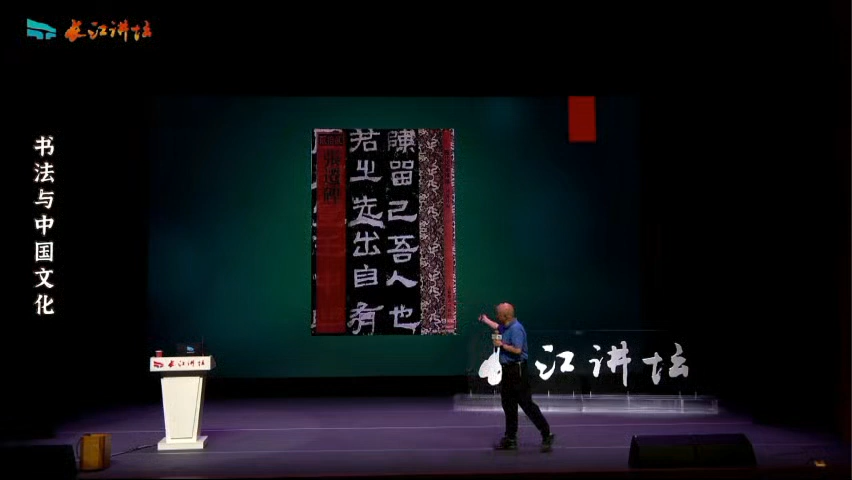 长江讲坛
书法与中国文化
陳留己吾人也
君之先出自有
張遷碑
长江讲坛
江讲坛